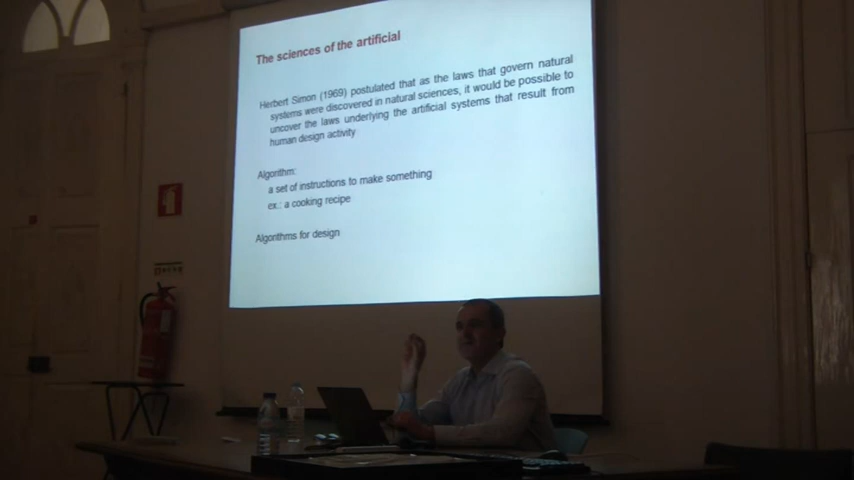 The sciences of the artificial
Herbert Simon (1969) postulated that as the laws that govern natural
systems were discovered in natural sciences, it would be possible to
uncover the laws underlying the artificial systems that result from
human design activity
Algorithm:
a set of instructions to make something
ex.: a cooking recipe
Algorithms for design